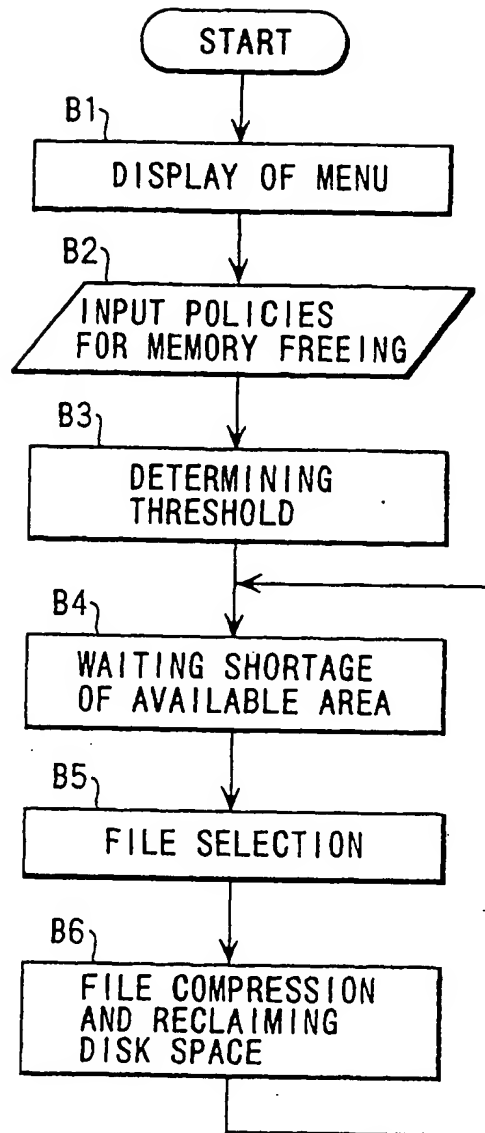 START
B1
DISPLAY OF MENU
B2
INPUT POLICIES
FOR MEMORY FREEING
B3
DETERMINING
THRESHOLD
B4
WAITING SHORTAGE
OF AVAILABLE AREA
B5
FILE SELECTION
B6
FILE COMPRESSION
AND RECLAIMING
DISK SPACE